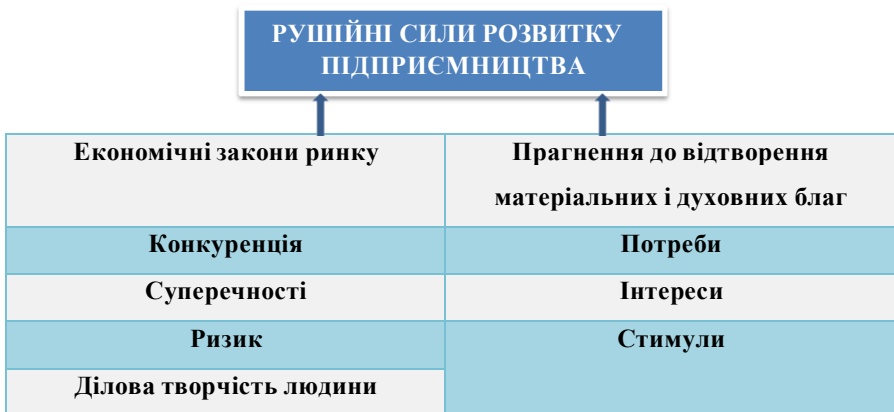 РУШІЙНІ СИЛИ РОЗВИТКУ
ПІДПРИЄМНИЦТВА
Економічні закони ринку
Прагнення до відтворення
матеріальних і духовних благ
Конкуренція
Потреби
Суперечності
Інтереси
Ризик
Стимули
Ділова творчість людини